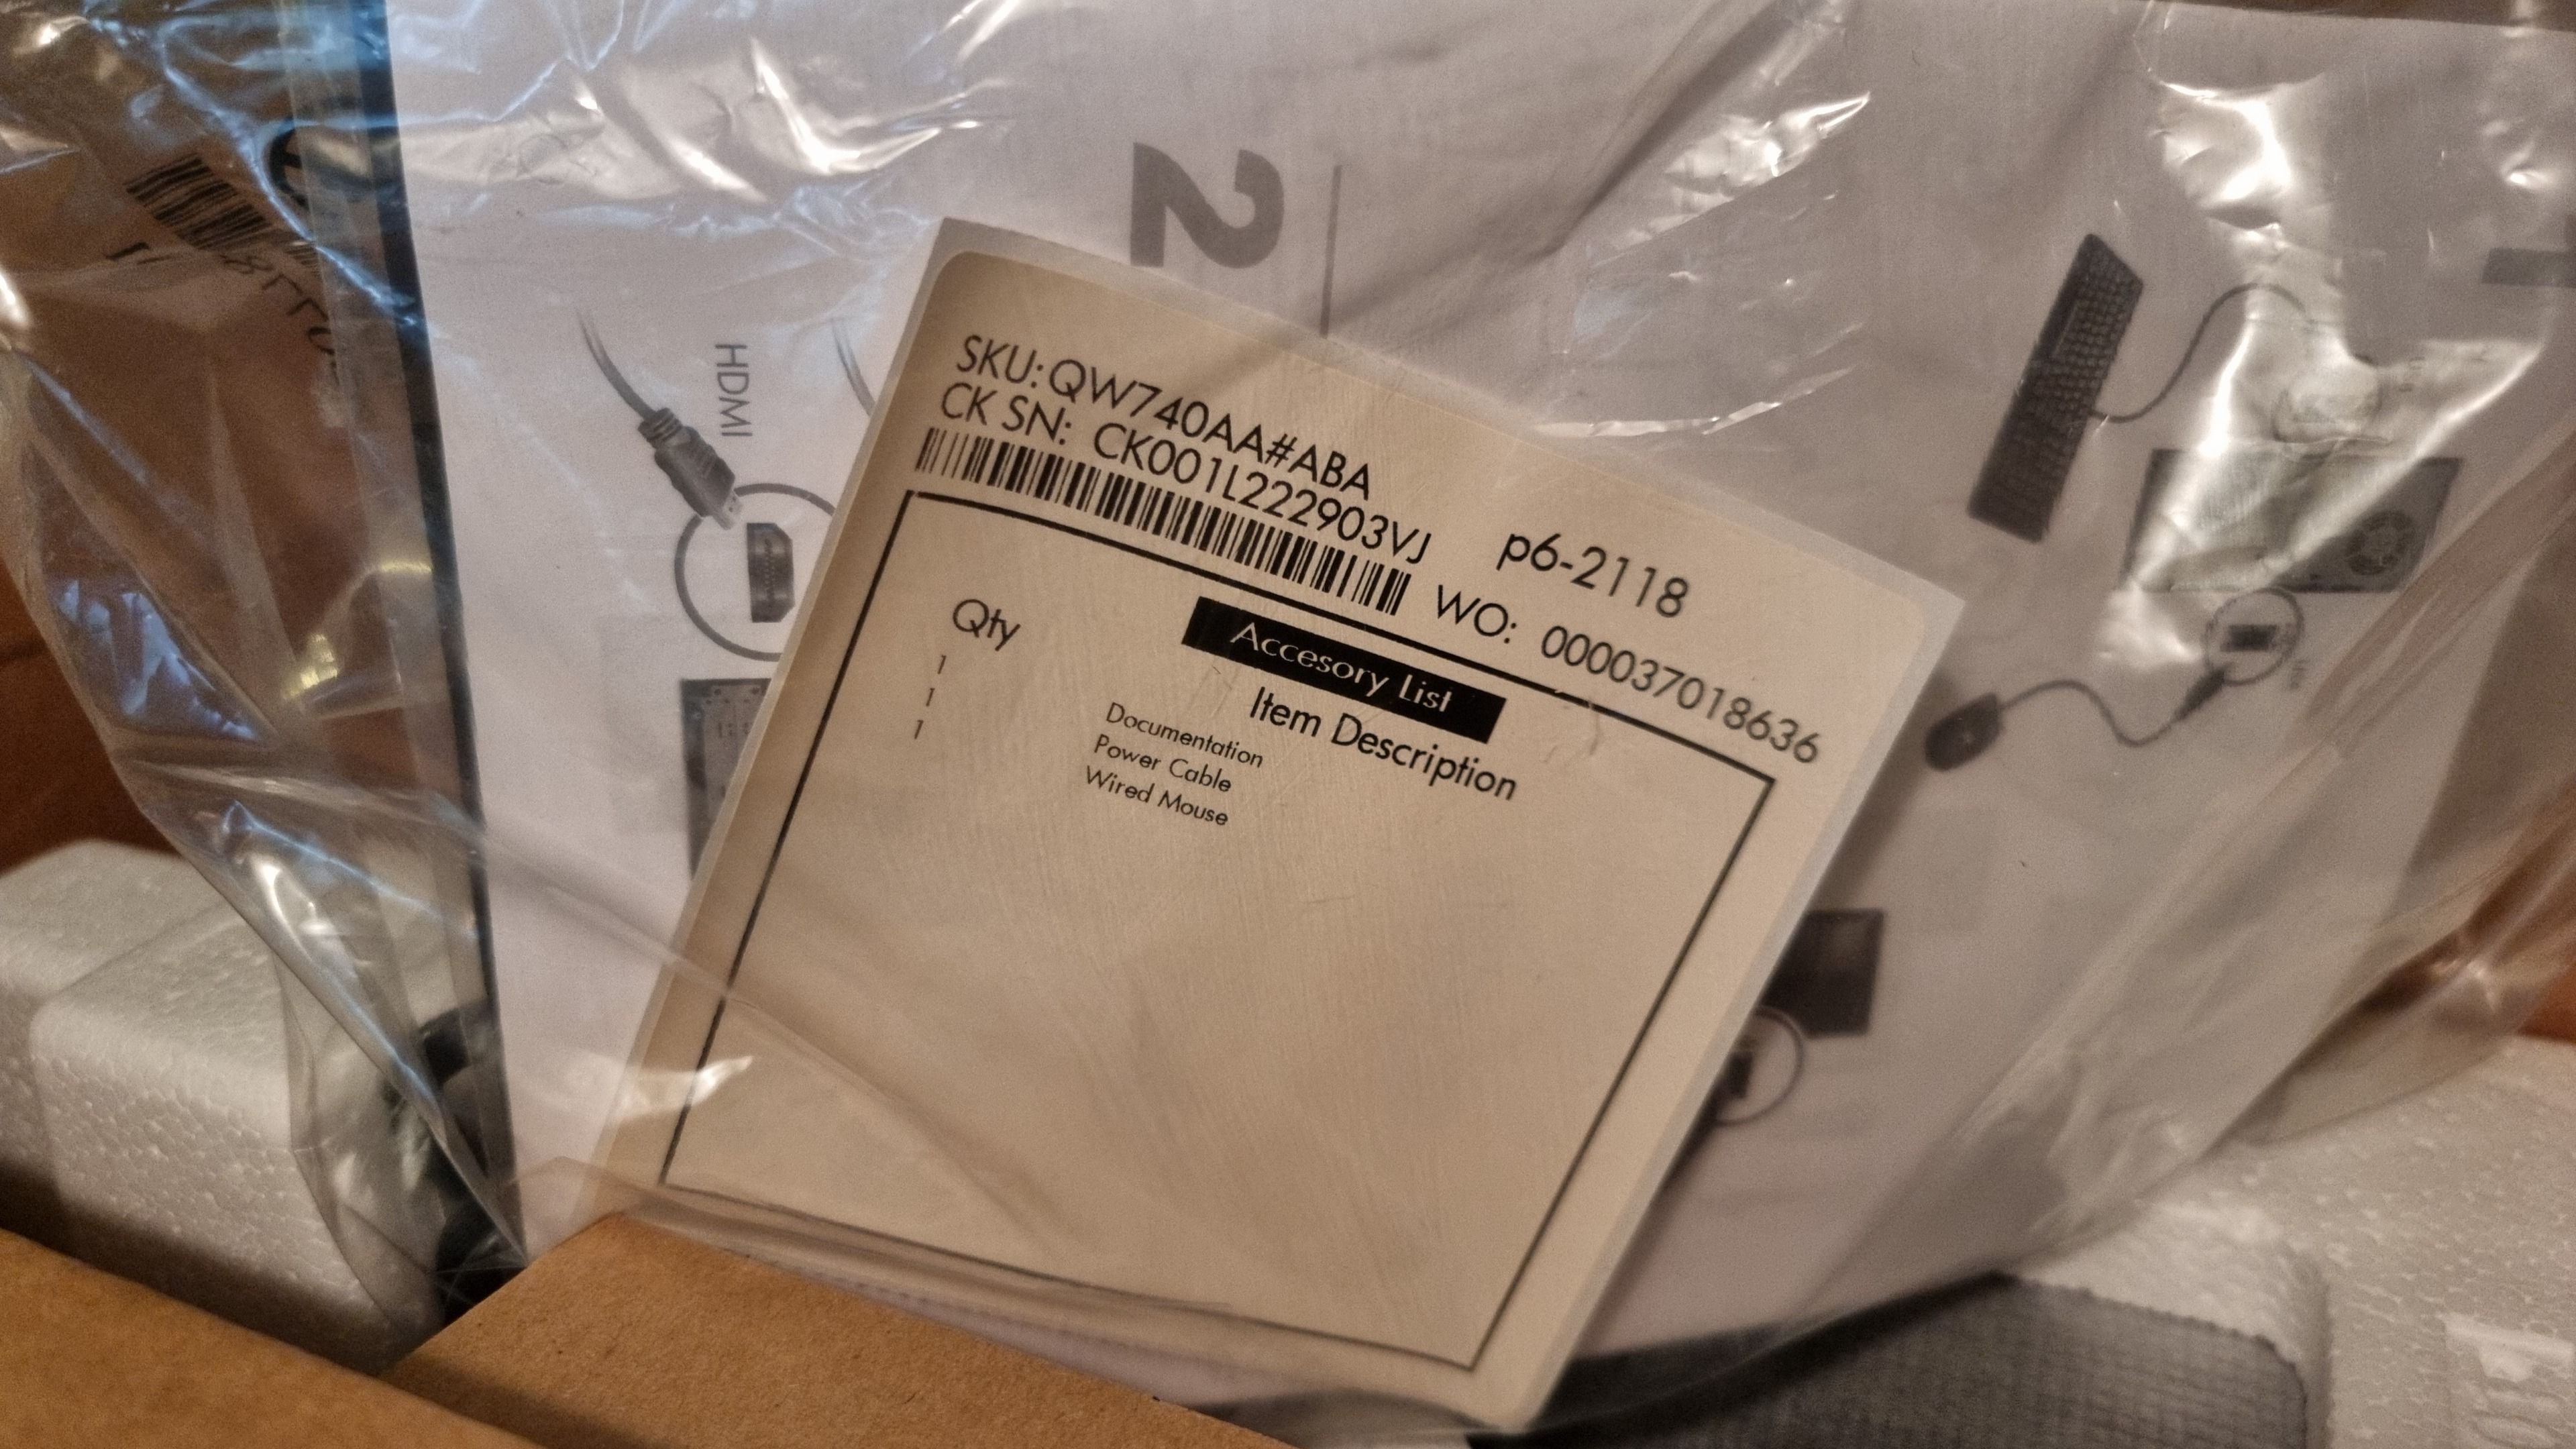 2
HDMI
SKU: QW740AA#ABA
CK SN: CK001L222903VJ
p6-2118
WO: 000037018636
Accesory List
Qty
Item Description
1 Documentation
1 Power Cable
1 Wired Mouse